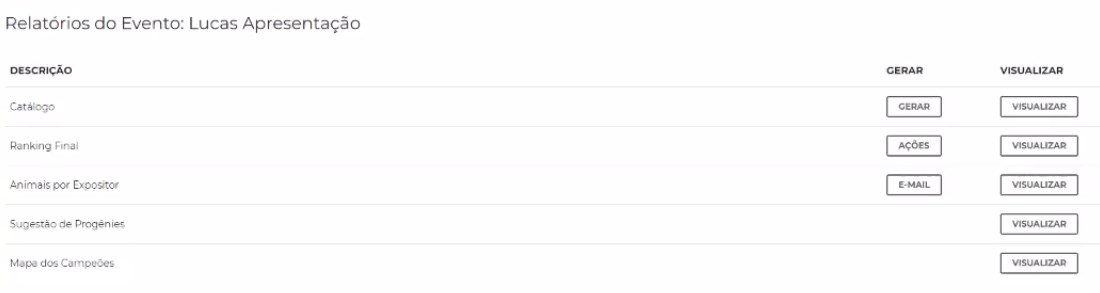 Relatórios do Evento: Lucas Apresentação
DESCRIÇÃO GERAR VISUALIZAR
Catálogo GERAR VISUALIZAR
Ranking Final AÇÕES VISUALIZAR
Animais por Expositor E-MAIL VISUALIZAR
Sugestão de Progênies VISUALIZAR
Mapa dos Campeões VISUALIZAR